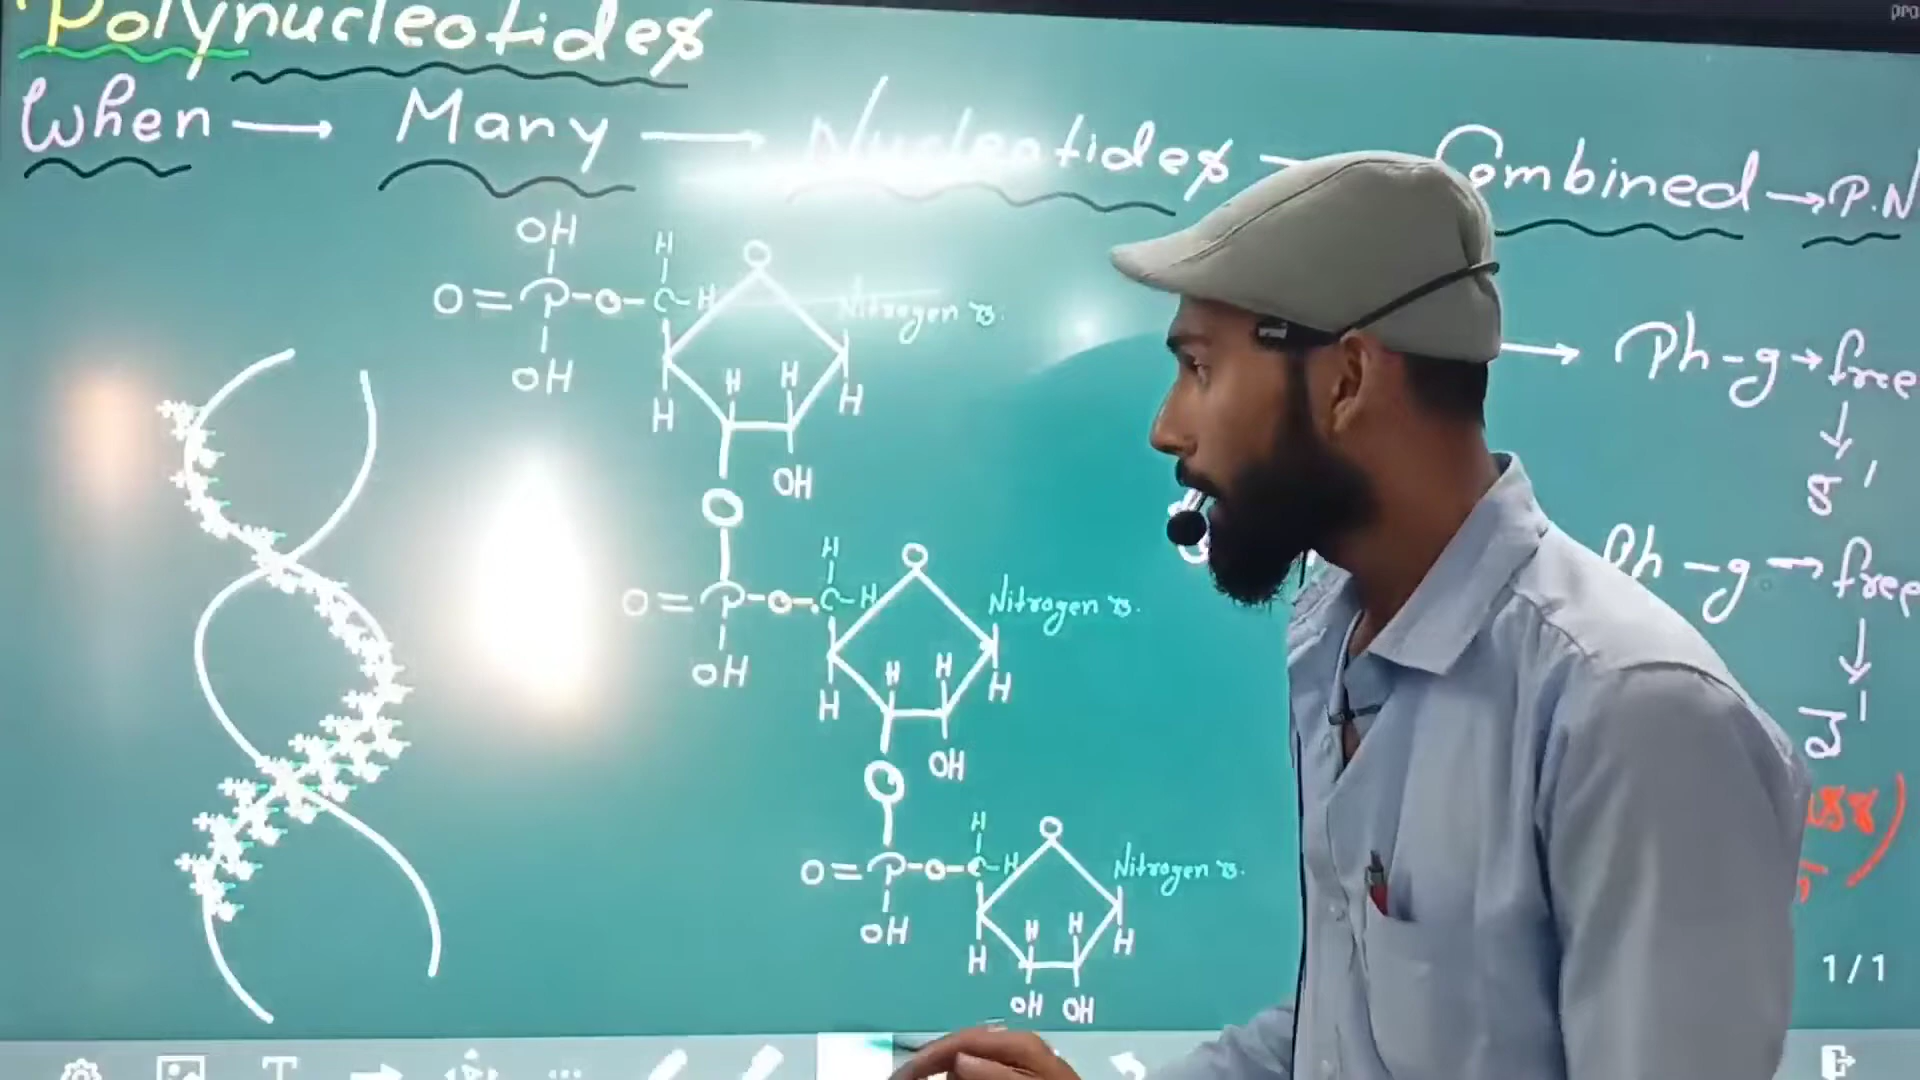 pro
Polynucleotides
When → Many → Nucleotides → Combined → P.N
OH
O=P-O-C-H
H
O
Nitrogen B.
OH
H
H
H
H
OH
O
O=P-O-C-H
H
O
Nitrogen B.
OH
H
H
H
H
OH
O
O=P-O-C-H
H
O
Nitrogen B.
OH
H
H
H
H
OH OH
→ Ph-g → free
↓
5'
Ph-g → free
↓
3'
1/1
T